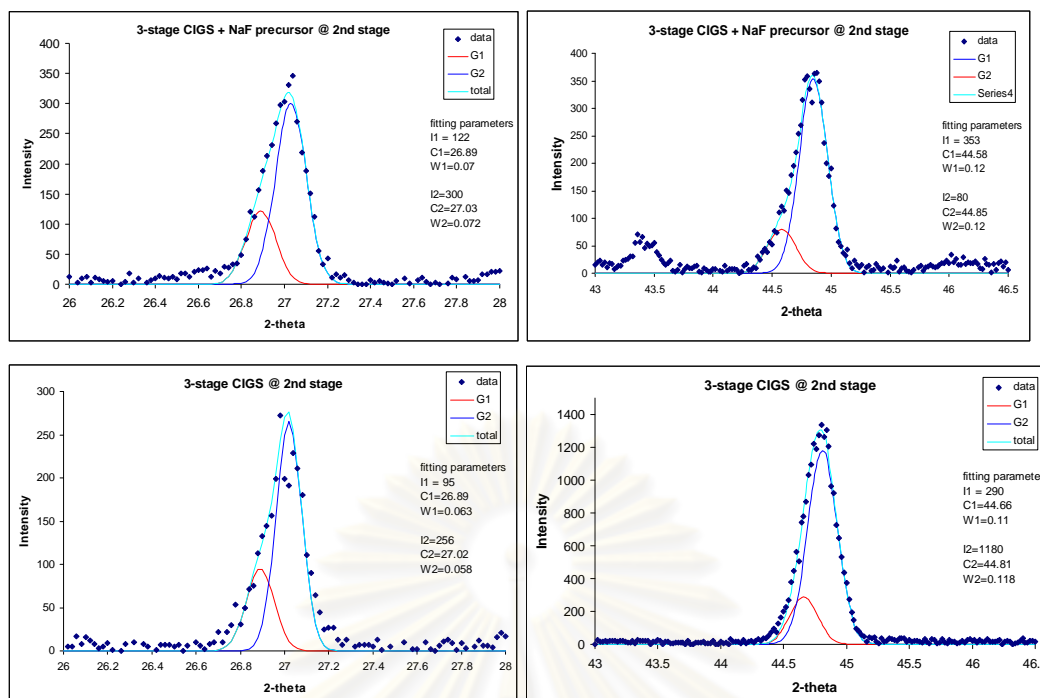 3-stage CIGS + NaF precursor @ 2nd stage
400
350
300
250
200
150
100
50
0
Intensity
26 26.2 26.4 26.6 26.8 27 27.2 27.4 27.6 27.8 28
2-theta
data
G1
G2
total
fitting parameters
I1 = 122
C1=26.89
W1=0.07
I2=300
C2=27.03
W2=0.072
3-stage CIGS + NaF precursor @ 2nd stage
400
350
300
250
200
150
100
50
0
Intensity
43 43.5 44 44.5 45 45.5 46 46.5
2-theta
data
G1
G2
Series4
fitting parameters
I1 = 353
C1=44.58
W1=0.12
I2=80
C2=44.85
W2=0.12
3-stage CIGS @ 2nd stage
300
250
200
150
100
50
0
Intensity
26 26.2 26.4 26.6 26.8 27 27.2 27.4 27.6 27.8 28
2-theta
data
G1
G2
total
fitting parameters
I1 = 95
C1=26.89
W1=0.063
I2=256
C2=27.02
W2=0.058
3-stage CIGS @ 2nd stage
1400
1200
1000
800
600
400
200
0
Intensity
43 43.5 44 44.5 45 45.5 46 46.
2-theta
data
G1
G2
total
fitting paramete
I1 = 290
C1=44.66
W1=0.11
I2=1180
C2=44.81
W2=0.118